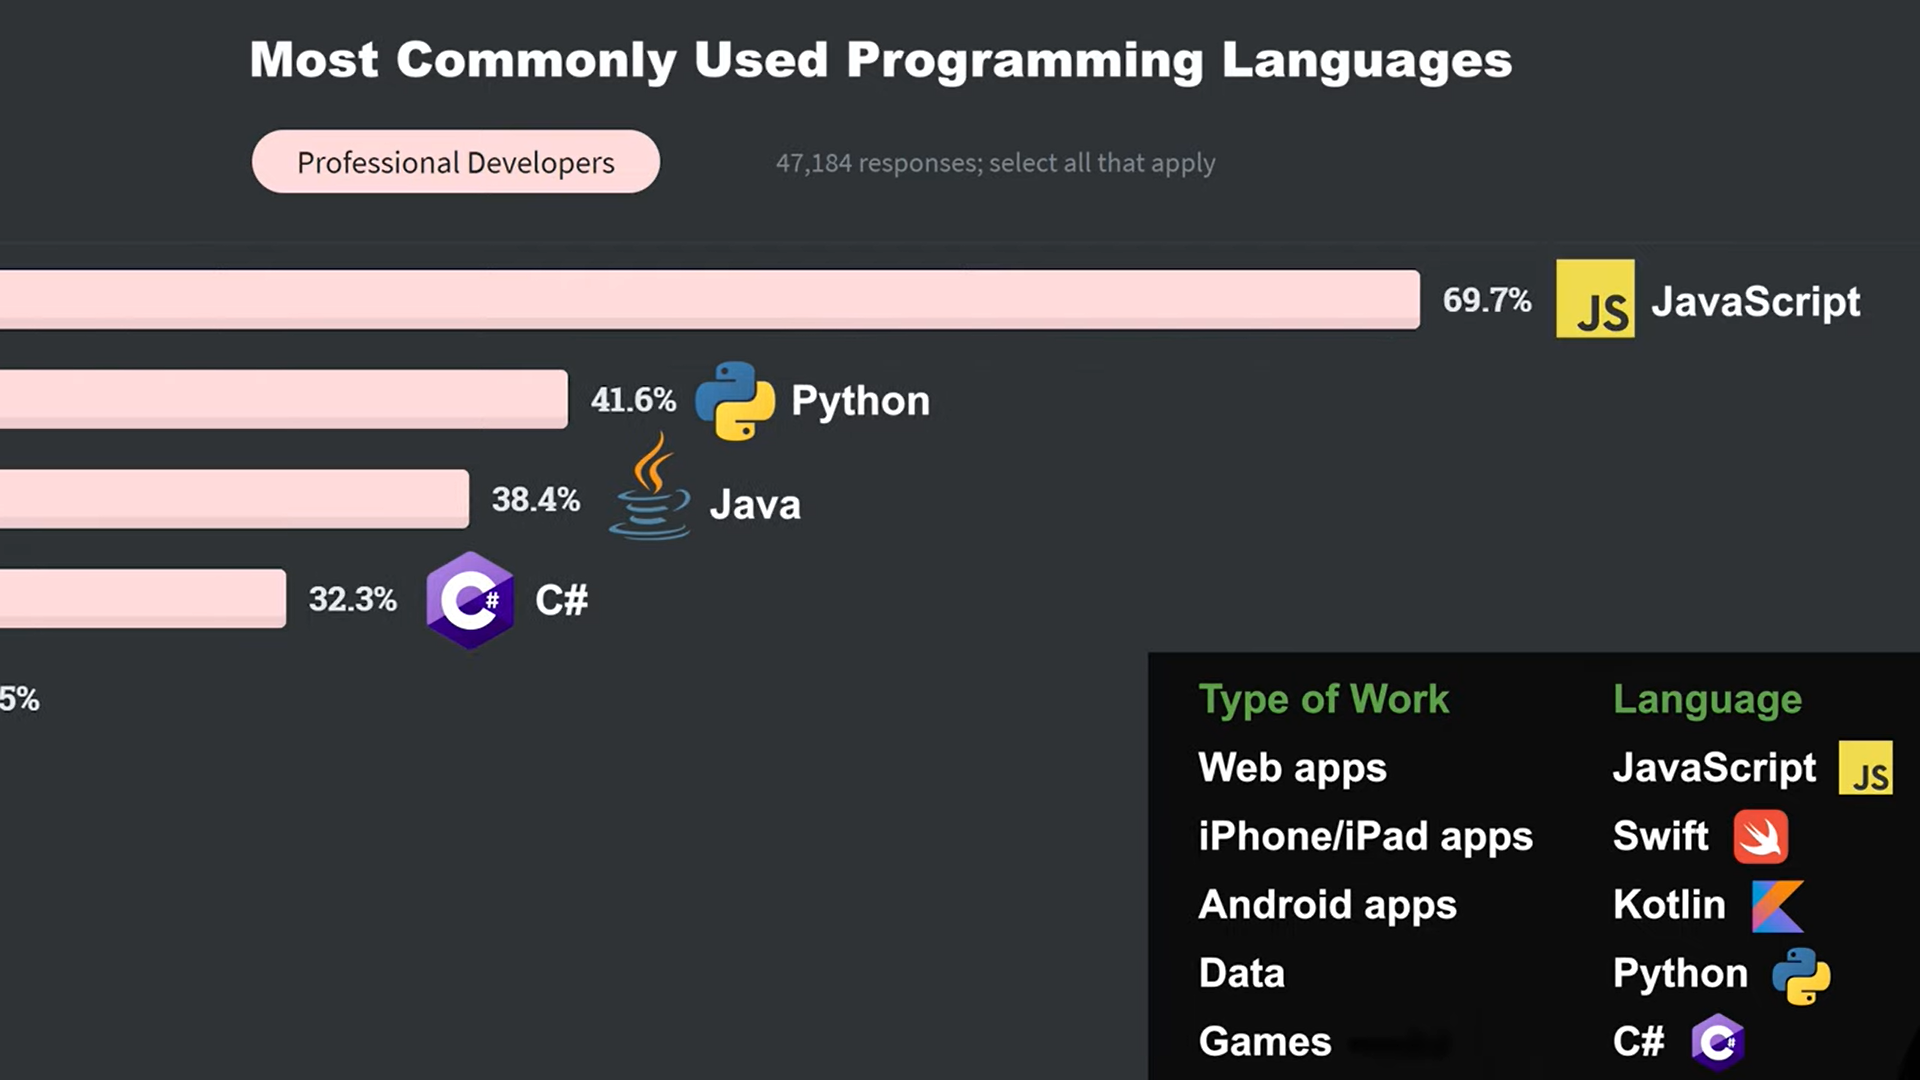 Most Commonly Used Programming Languages
Professional Developers
47,184 responses; select all that apply
69.7% JS JavaScript
41.6% Python
38.4% Java
32.3% C# C#
5%
Type of Work Language
Web apps JavaScript JS
iPhone/iPad apps Swift
Android apps Kotlin
Data Python
Games C# C#